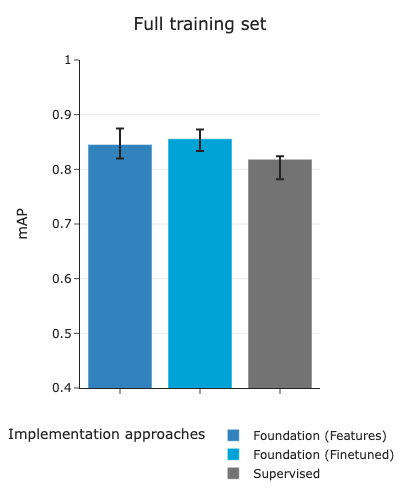 Full training set
1
0.9
0.8
0.7
0.6
0.5
0.4
mAP
Implementation approaches
Foundation (Features)
Foundation (Finetuned)
Supervised